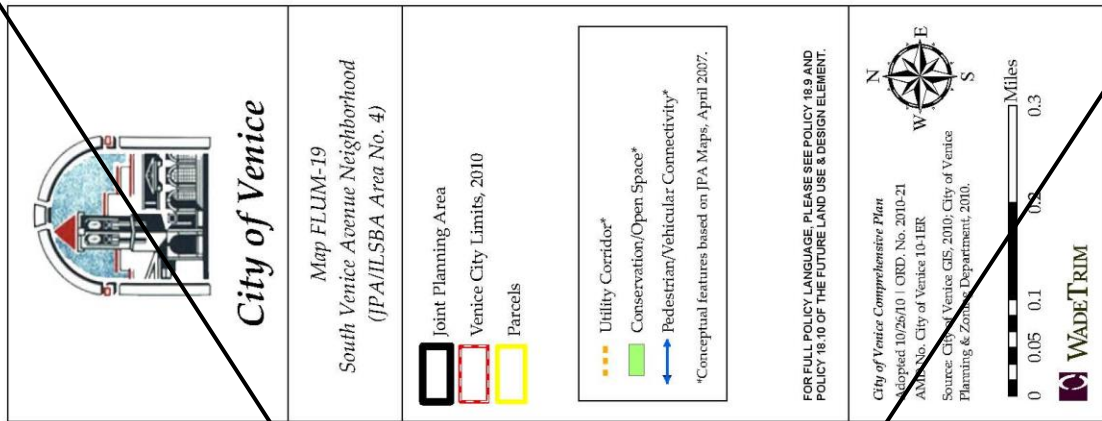 City of Venice
Map FLUM-19
South Venice Avenue Neighborhood
(JPA/ILSBA Area No. 4)
Joint Planning Area
Venice City Limits, 2010
Parcels
Utility Corridor*
Conservation/Open Space*
Pedestrian/Vehicular Connectivity*
*Conceptual features based on JPA Maps, April 2007.
FOR FULL POLICY LANGUAGE, PLEASE SEE POLICY 18.9 AND
POLICY 18.10 OF THE FUTURE LAND USE & DESIGN ELEMENT.
City of Venice Comprehensive Plan
Adopted 10/26/10 | ORD. No. 2010-21
AMD No. City of Venice 10-1ER
Source: City of Venice GIS, 2010; City of Venice
Planning & Zoning Department, 2010.
N
W E
S
0 0.05 0.1 0.2 0.3
Miles
WADETRIM